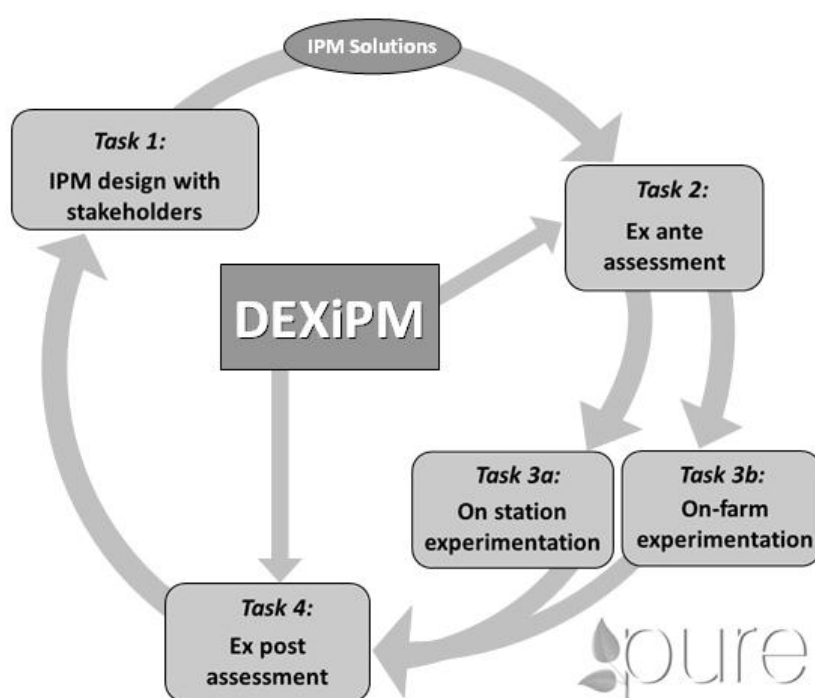 IPM Solutions
Task 1:
IPM design with
stakeholders
Task 2:
Ex ante
assessment
DEXiPM
Task 3a:
On station
experimentation
Task 3b:
On-farm
experimentation
Task 4:
Ex post
assessment
pure